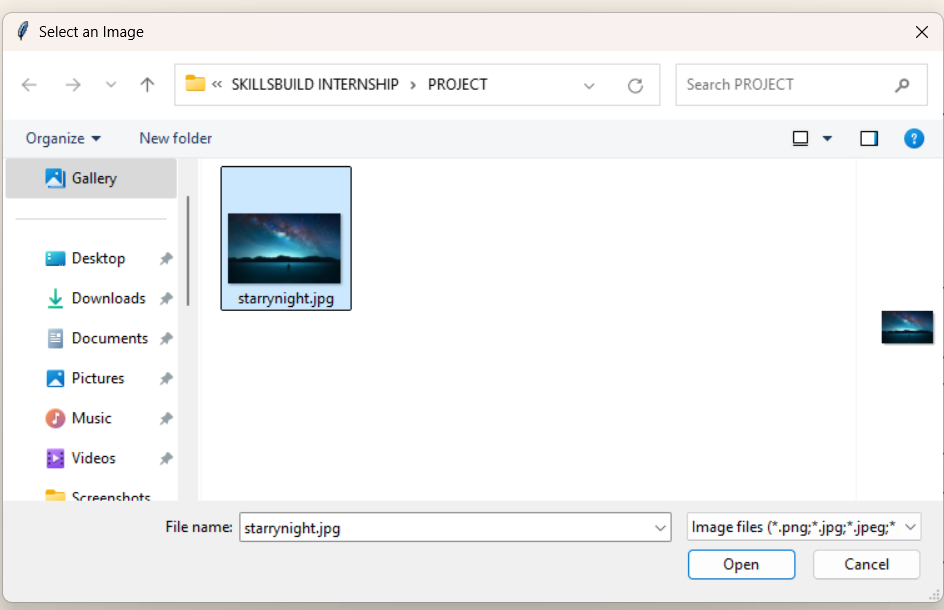 Select an Image
« SKILLSBUILD INTERNSHIP > PROJECT
Search PROJECT
Organize
New folder
?
Gallery
Desktop
Downloads
Documents
Pictures
Music
Videos
Screenshots
starrynight.jpg
File name: starrynight.jpg
Image files (*.png;*.jpg;*.jpeg;*
Open
Cancel